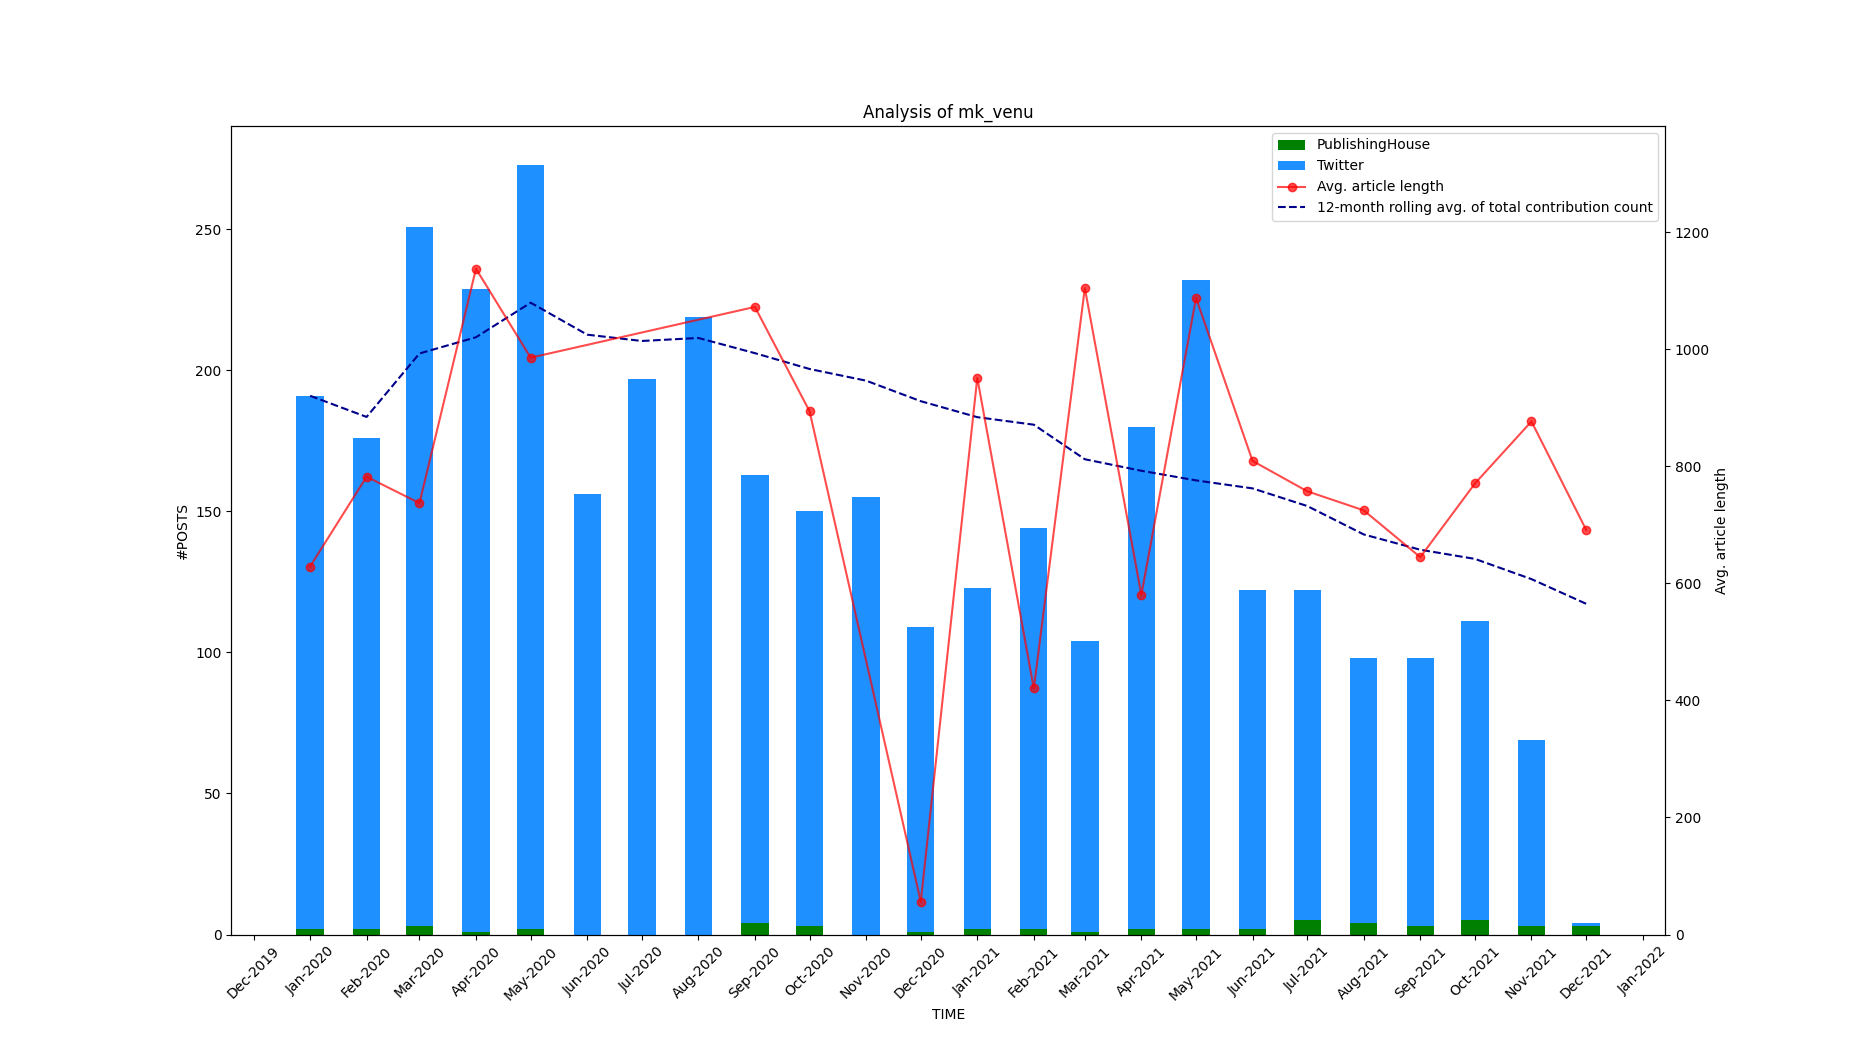 Analysis of mk_venu
PublishingHouse
Twitter
Avg. article length
12-month rolling avg. of total contribution count
#POSTS
250
200
150
100
50
0
1200
1000
800
600
400
200
0
Avg. article length
Dec-2019
Jan-2020
Feb-2020
Mar-2020
Apr-2020
May-2020
Jun-2020
Jul-2020
Aug-2020
Sep-2020
Oct-2020
Nov-2020
Dec-2020
Jan-2021
Feb-2021
Mar-2021
Apr-2021
May-2021
Jun-2021
Jul-2021
Aug-2021
Sep-2021
Oct-2021
Nov-2021
Dec-2021
Jan-2022
TIME